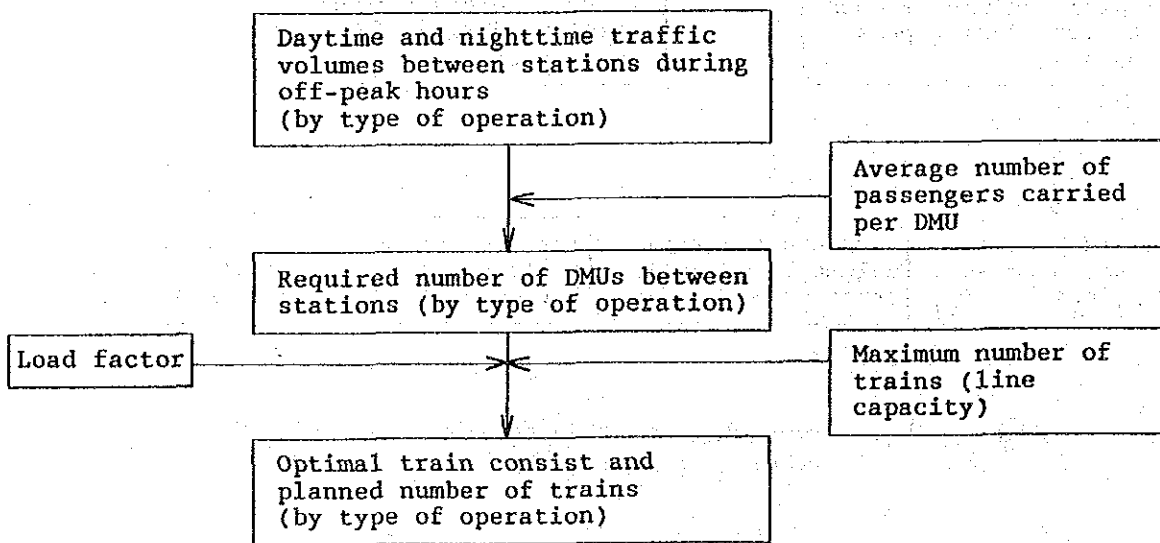 Daytime and nighttime traffic
volumes between stations during
off-peak hours
(by type of operation)
Average number of
passengers carried
per DMU
Required number of DMUs between
stations (by type of operation)
Load factor
Maximum number of
trains (line
capacity)
Optimal train consist and
planned number of trains
(by type of operation)